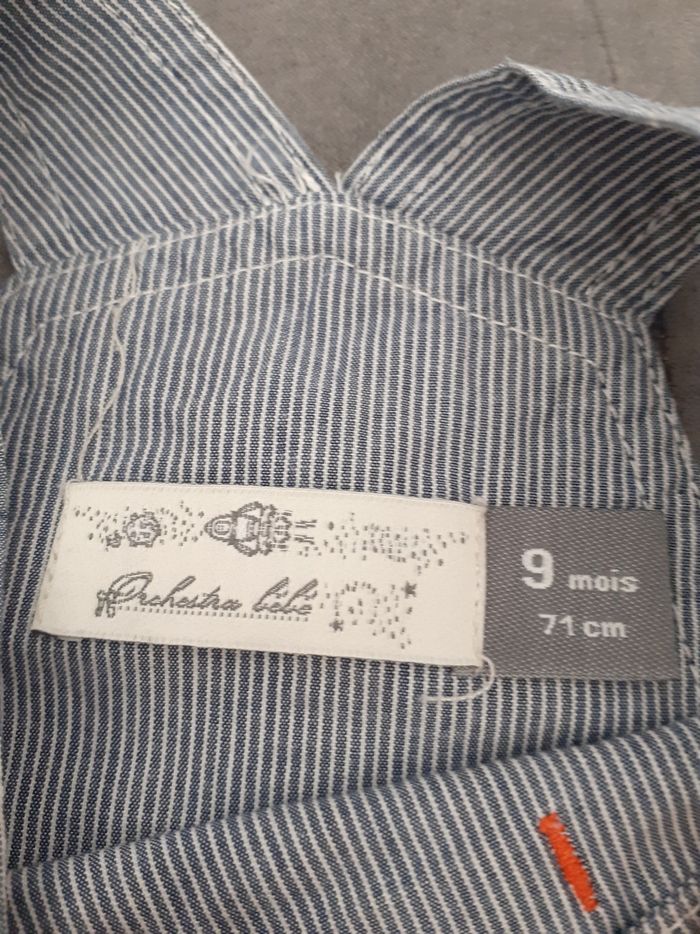 Orchestra bébé
9 mois
71 cm